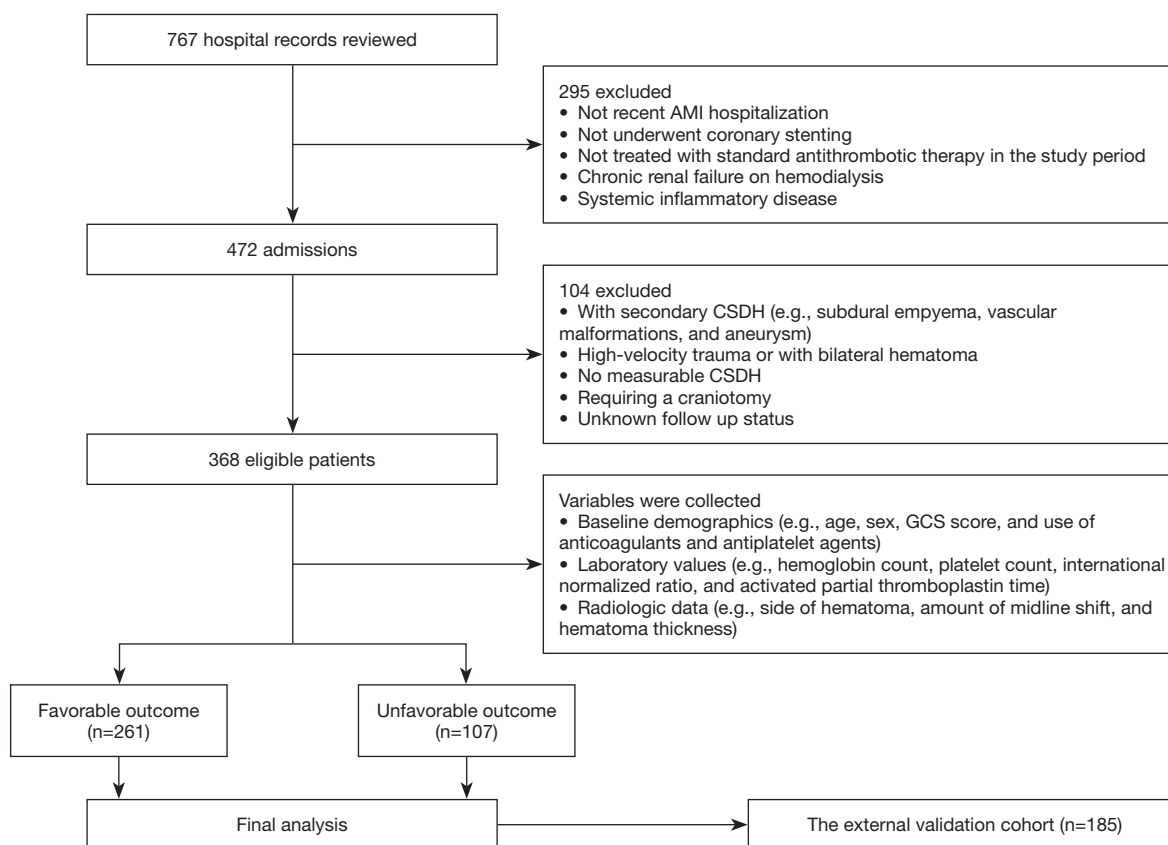 767 hospital records reviewed
295 excluded
• Not recent AMI hospitalization
• Not underwent coronary stenting
• Not treated with standard antithrombotic therapy in the study period
• Chronic renal failure on hemodialysis
• Systemic inflammatory disease
472 admissions
104 excluded
• With secondary CSDH (e.g., subdural empyema, vascular
malformations, and aneurysm)
• High-velocity trauma or with bilateral hematoma
• No measurable CSDH
• Requiring a craniotomy
• Unknown follow up status
368 eligible patients
Variables were collected
• Baseline demographics (e.g., age, sex, GCS score, and use of
anticoagulants and antiplatelet agents)
• Laboratory values (e.g., hemoglobin count, platelet count, international
normalized ratio, and activated partial thromboplastin time)
• Radiologic data (e.g., side of hematoma, amount of midline shift, and
hematoma thickness)
Favorable outcome
(n=261)
Unfavorable outcome
(n=107)
Final analysis
The external validation cohort (n=185)